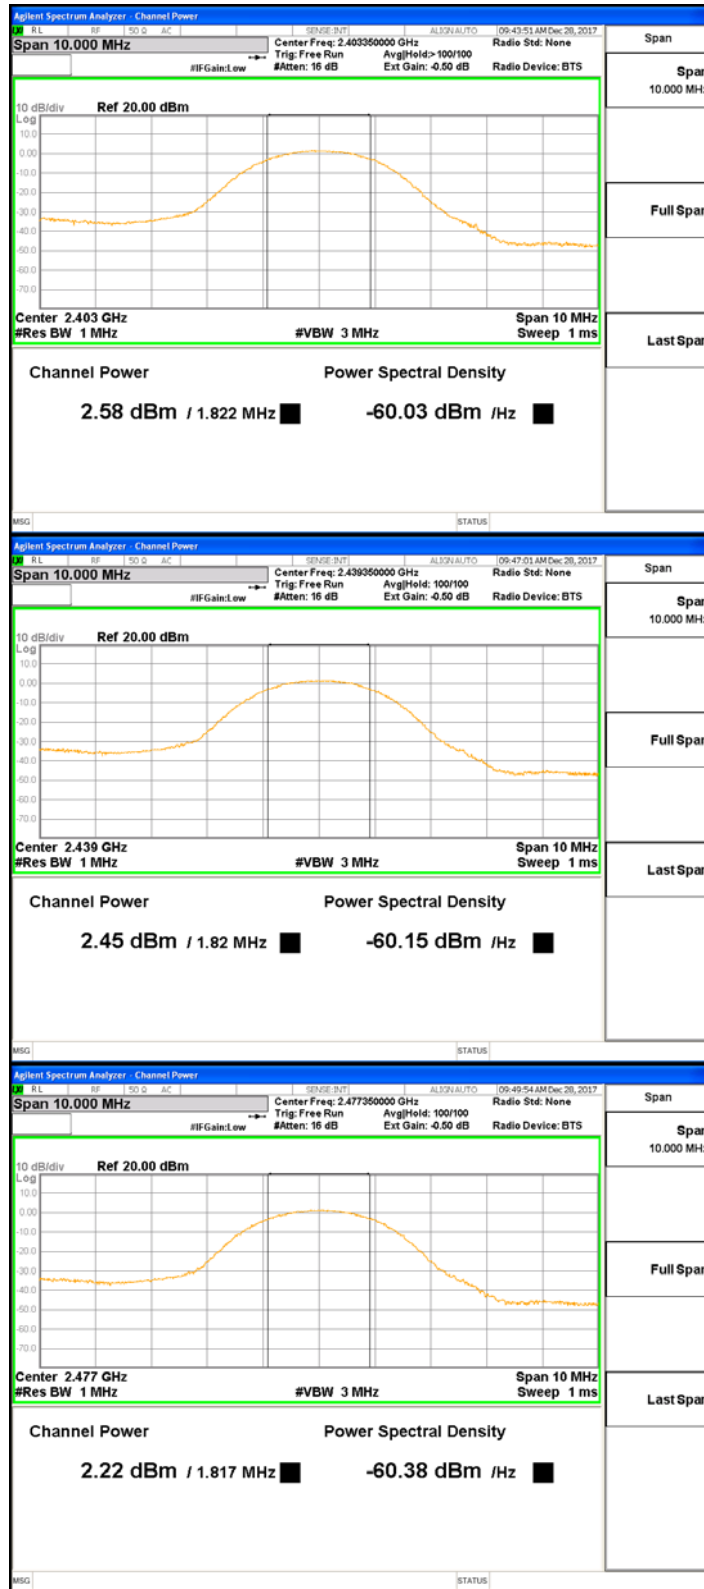 Agilent Spectrum Analyzer - Channel Power
RL RF 50 Ω AC SENSE:INT ALIGN AUTO 09:43:51 AM Dec 28, 2017
Span 10.000 MHz
Center Freq: 2.403350000 GHz Radio Std: None
Trig: Free Run Avg|Hold:>100/100
#IFGain:Low #Atten: 16 dB Ext Gain: -0.50 dB Radio Device: BTS
Span
Span
10.000 MHz
Full Span
Last Span
10 dB/div Ref 20.00 dBm
Log
10.0
0.00
-10.0
-20.0
-30.0
-40.0
-50.0
-60.0
-70.0
Center 2.403 GHz Span 10 MHz
#Res BW 1 MHz #VBW 3 MHz Sweep 1 ms
Channel Power Power Spectral Density
2.58 dBm / 1.822 MHz -60.03 dBm /Hz
MSG STATUS
Agilent Spectrum Analyzer - Channel Power
RL RF 50 Ω AC SENSE:INT ALIGN AUTO 09:47:01 AM Dec 28, 2017
Span 10.000 MHz
Center Freq: 2.439350000 GHz Radio Std: None
Trig: Free Run Avg|Hold: 100/100
#IFGain:Low #Atten: 16 dB Ext Gain: -0.50 dB Radio Device: BTS
Span
Span
10.000 MHz
Full Span
Last Span
10 dB/div Ref 20.00 dBm
Log
10.0
0.00
-10.0
-20.0
-30.0
-40.0
-50.0
-60.0
-70.0
Center 2.439 GHz Span 10 MHz
#Res BW 1 MHz #VBW 3 MHz Sweep 1 ms
Channel Power Power Spectral Density
2.45 dBm / 1.82 MHz -60.15 dBm /Hz
MSG STATUS
Agilent Spectrum Analyzer - Channel Power
RL RF 50 Ω AC SENSE:INT ALIGN AUTO 09:49:54 AM Dec 28, 2017
Span 10.000 MHz
Center Freq: 2.477350000 GHz Radio Std: None
Trig: Free Run Avg|Hold: 100/100
#IFGain:Low #Atten: 16 dB Ext Gain: -0.50 dB Radio Device: BTS
Span
Span
10.000 MHz
Full Span
Last Span
10 dB/div Ref 20.00 dBm
Log
10.0
0.00
-10.0
-20.0
-30.0
-40.0
-50.0
-60.0
-70.0
Center 2.477 GHz Span 10 MHz
#Res BW 1 MHz #VBW 3 MHz Sweep 1 ms
Channel Power Power Spectral Density
2.22 dBm / 1.817 MHz -60.38 dBm /Hz
MSG STATUS